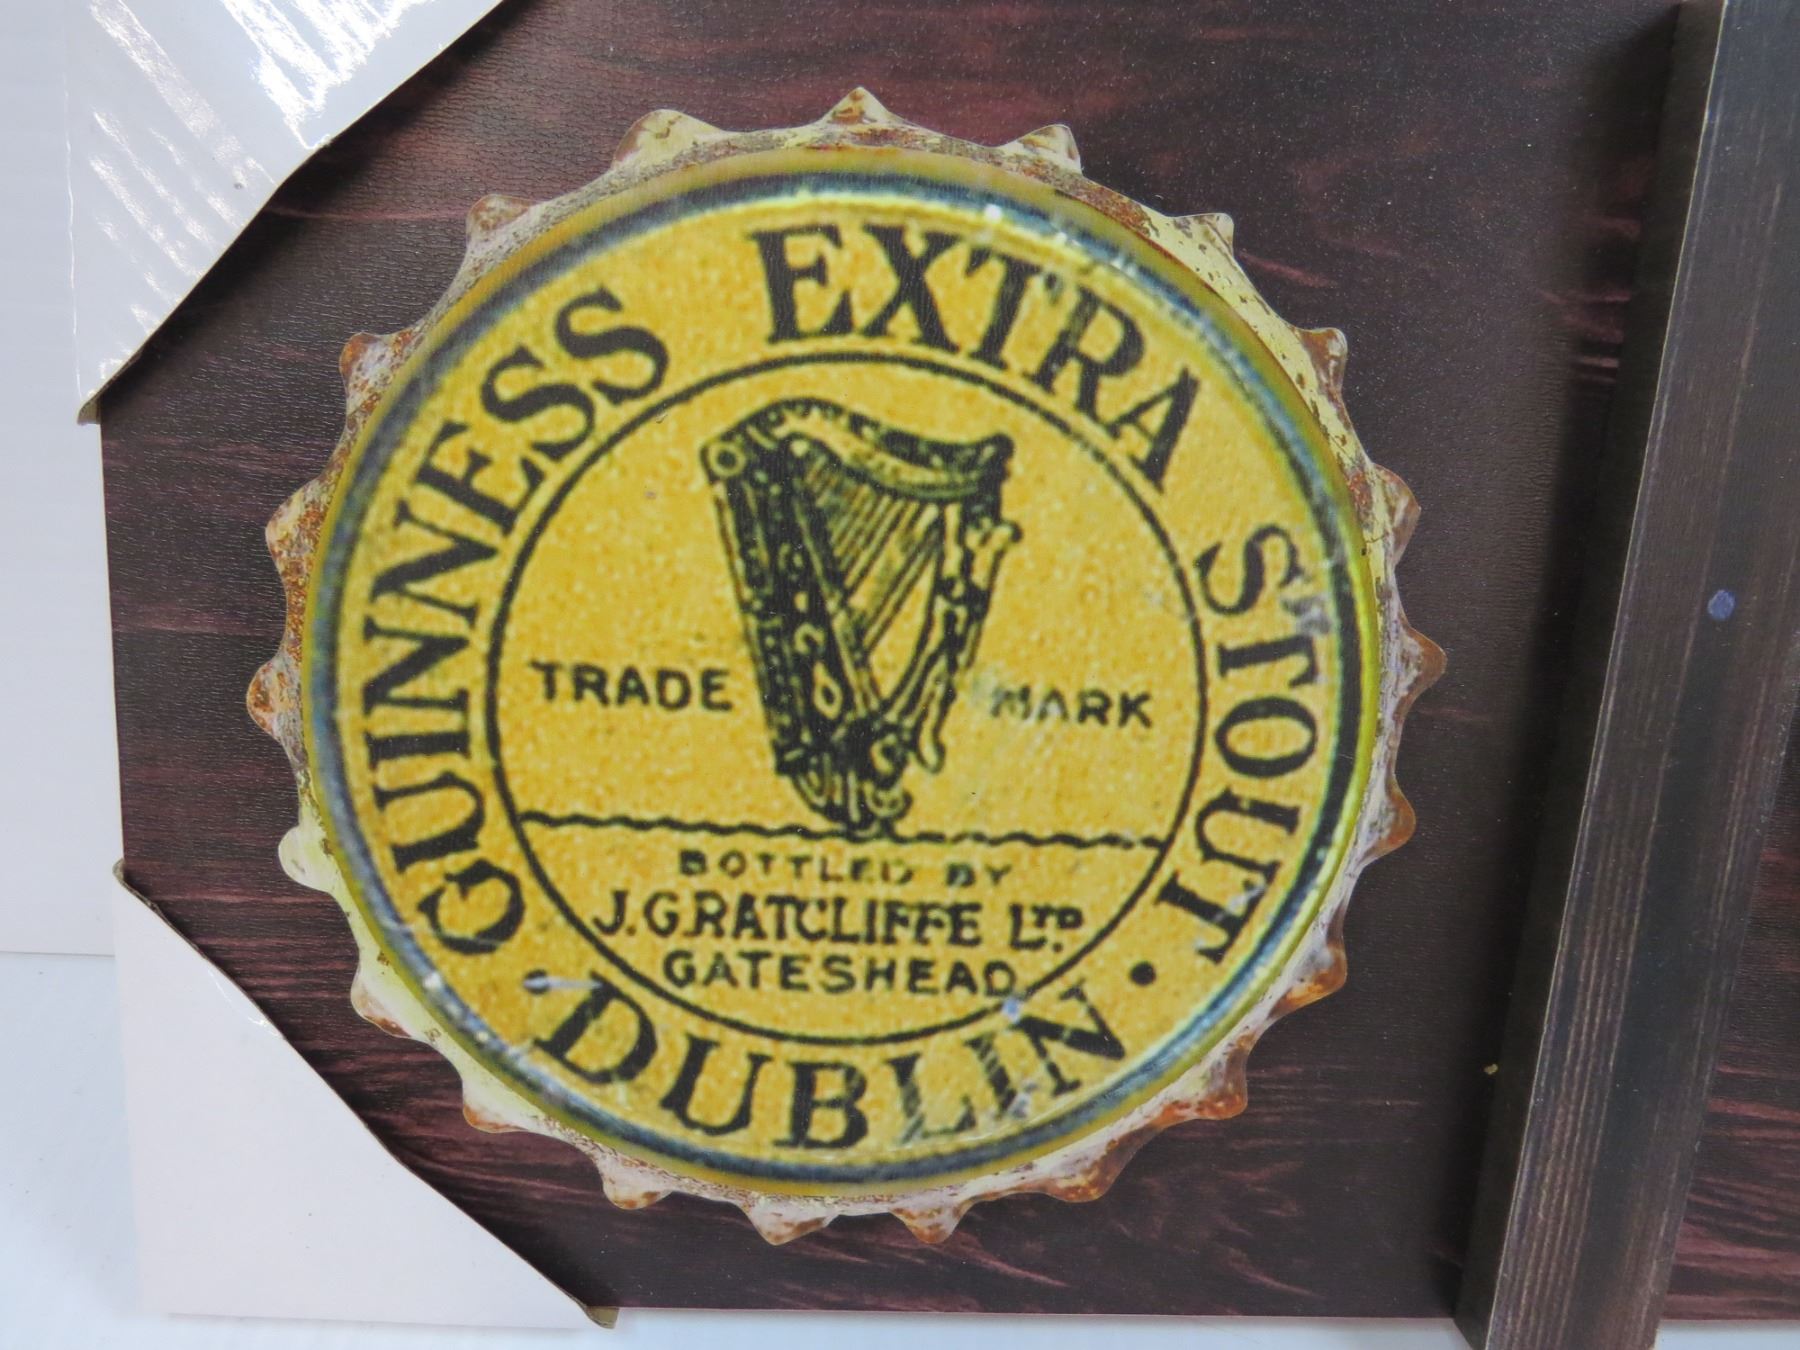 GUINNESS EXTRA STOUT
TRADE MARK
BOTTLED BY
J.G.RATCLIFFE LTD.
GATESHEAD
• DUBLIN •